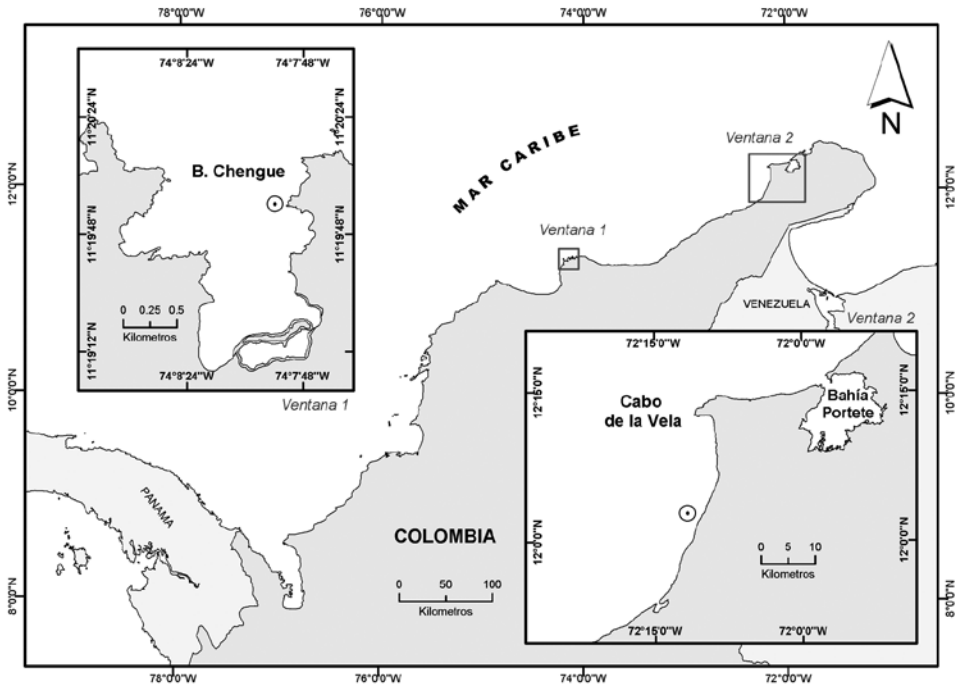 78°0'0"W
76°0'0"W
74°0'0"W
72°0'0"W
74°8'24"W
74°7'48"W
11°20'24"N
11°20'24"N
B. Chengue
11°19'48"N
11°19'48"N
0 0.25 0.5
Kilometros
11°19'12"N
11°19'12"N
74°8'24"W
74°7'48"W
Ventana 1
MAR CARIBE
N
Ventana 2
Ventana 1
12°0'0"N
12°0'0"N
VENEZUELA
Ventana 2
72°15'0"W
72°0'0"W
12°15'0"N
12°15'0"N
Cabo
de la Vela
Bahía
Portete
12°0'0"N
12°0'0"N
0 5 10
Kilometros
72°15'0"W
72°0'0"W
10°0'0"N
10°0'0"N
PANAMA
COLOMBIA
0 50 100
Kilometros
8°0'0"N
8°0'0"N
78°0'0"W
76°0'0"W
74°0'0"W
72°0'0"W